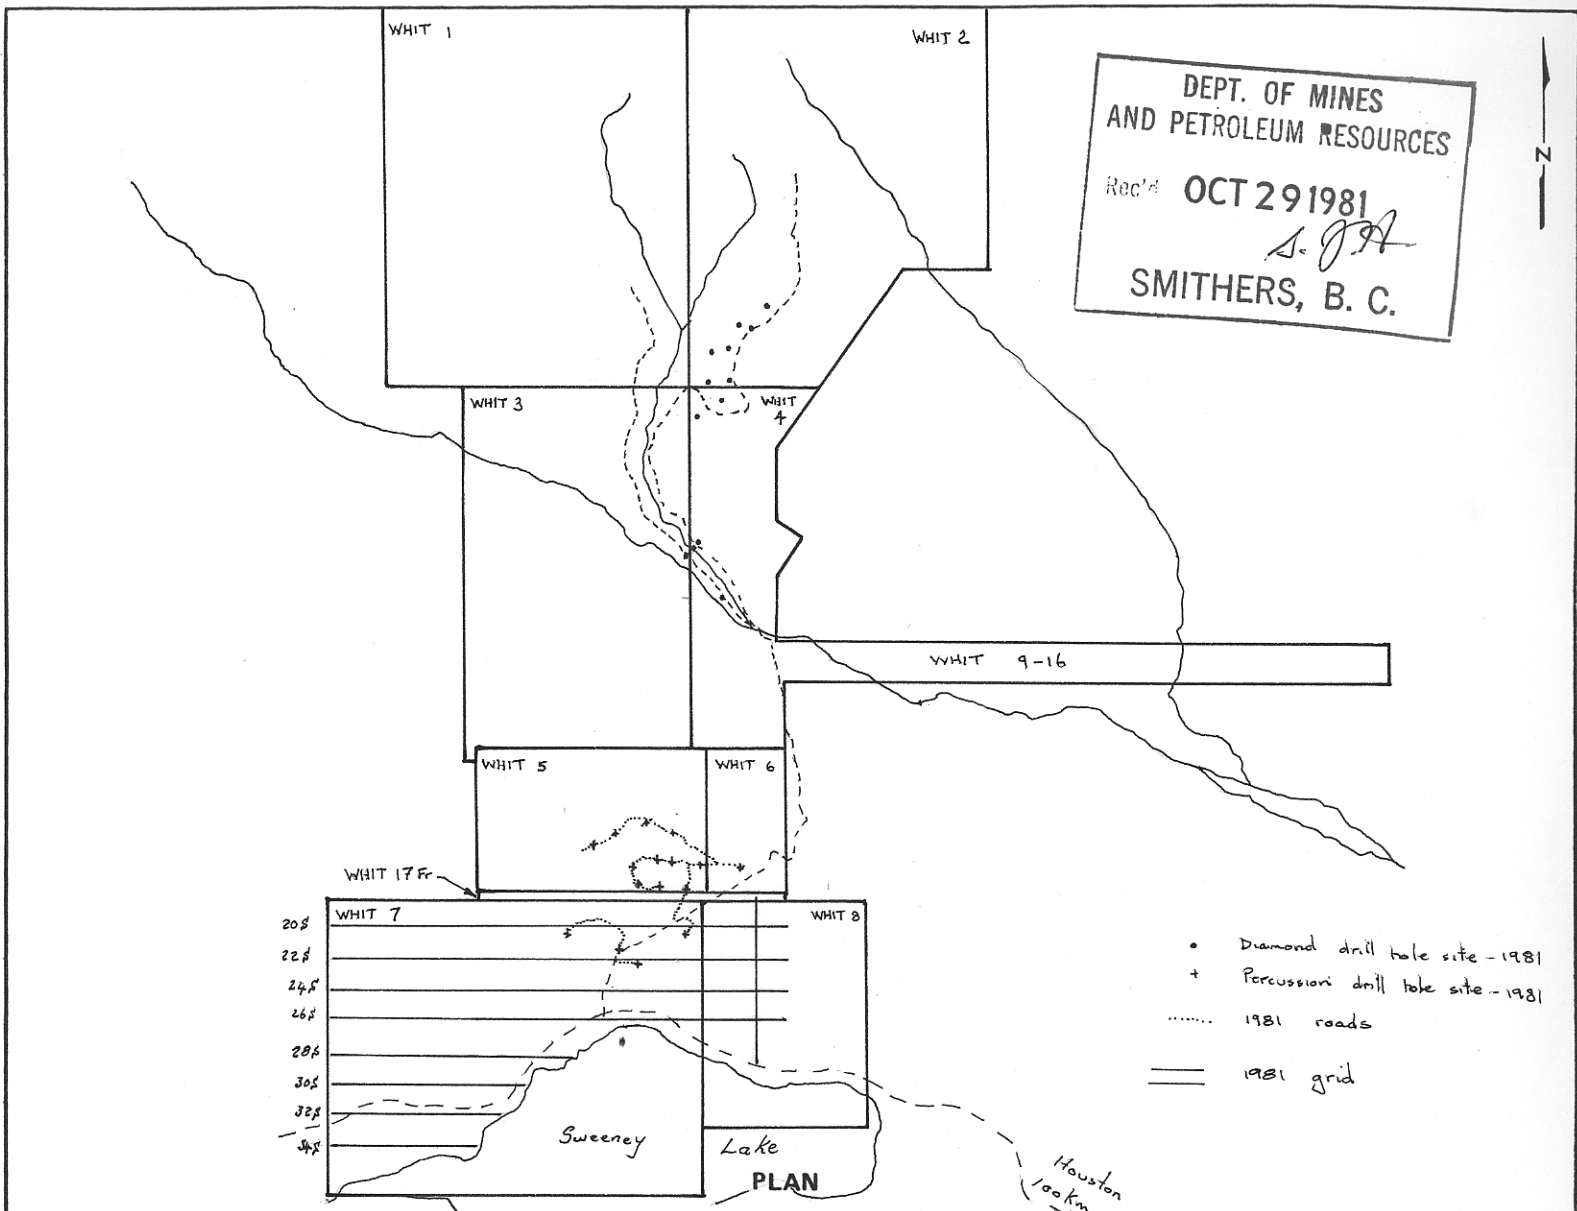 WHIT 1
WHIT 2
DEPT. OF MINES
AND PETROLEUM RESOURCES
Rec'd OCT 29 1981
SMITHERS, B. C.
N
WHIT 3
WHIT
4
WHIT 9-16
WHIT 5
WHIT 6
WHIT 17 Fr
WHIT 7
WHIT 8
20S
22S
24S
26S
28S
30S
32S
34S
Diamond drill hole site - 1981
Percussion drill hole site - 1981
1981 roads
1981 grid
Sweeney Lake
PLAN
Houston
100 km